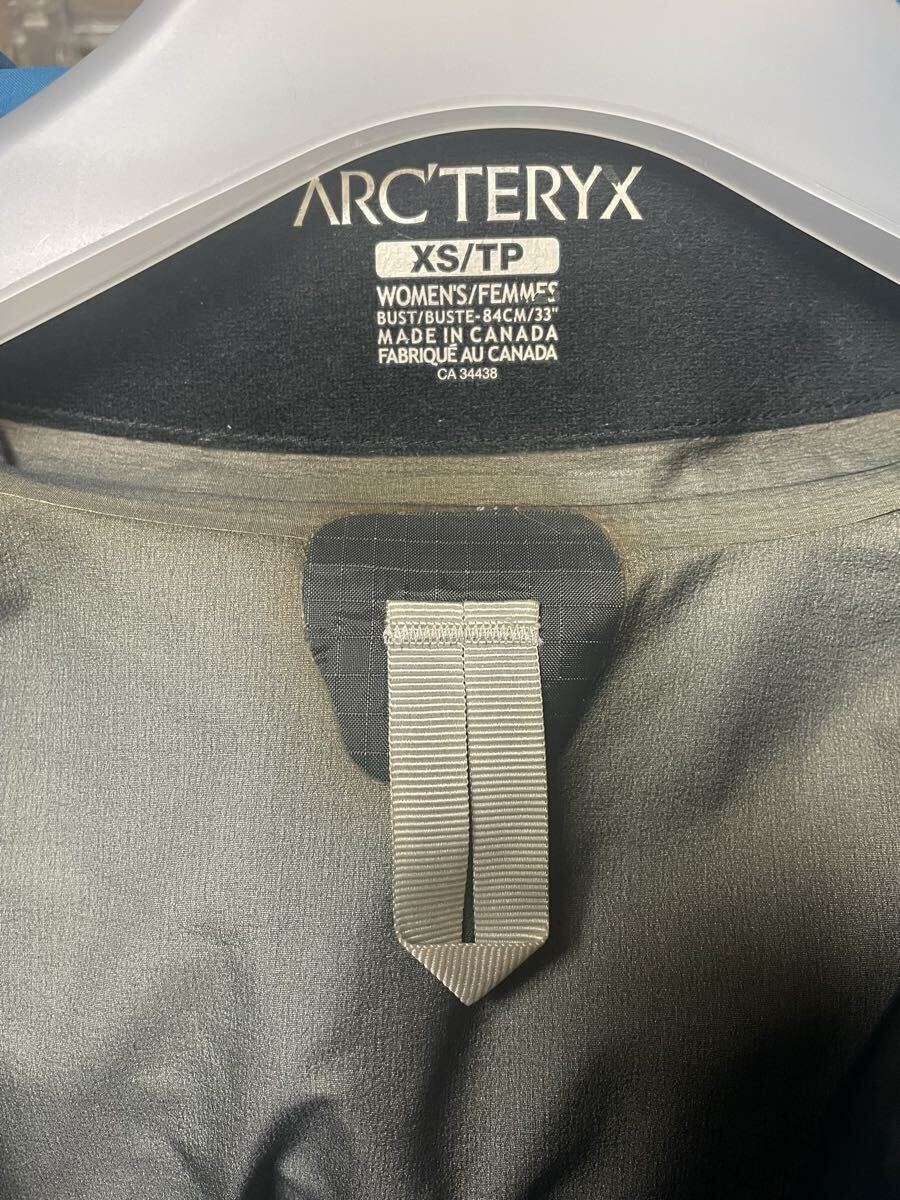 ARC'TERYX
XS/TP
WOMEN'S/FEMMES
BUST/BUSTE-84CM/33"
MADE IN CANADA
FABRIQUÉ AU CANADA
CA 34438